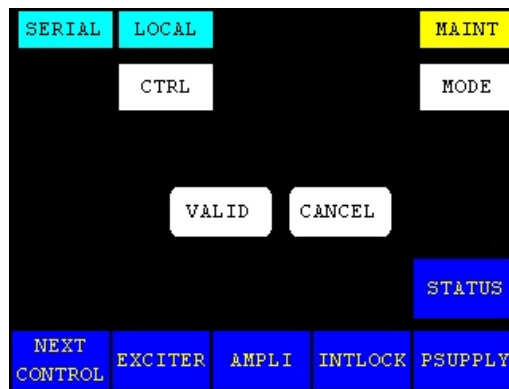 SERIAL LOCAL MAINT
CTRL MODE
VALID CANCEL
STATUS
NEXT
CONTROL EXCITER AMPLI INTLOCK PSUPPLY